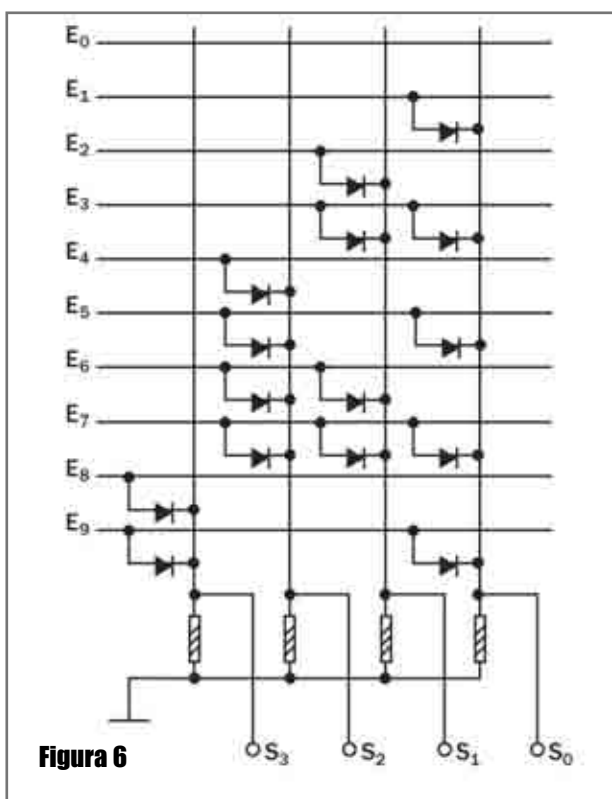 E₀
E₁
E₂
E₃
E₄
E₅
E₆
E₇
E₈
E₉
S₃ S₂ S₁ S₀
Figura 6